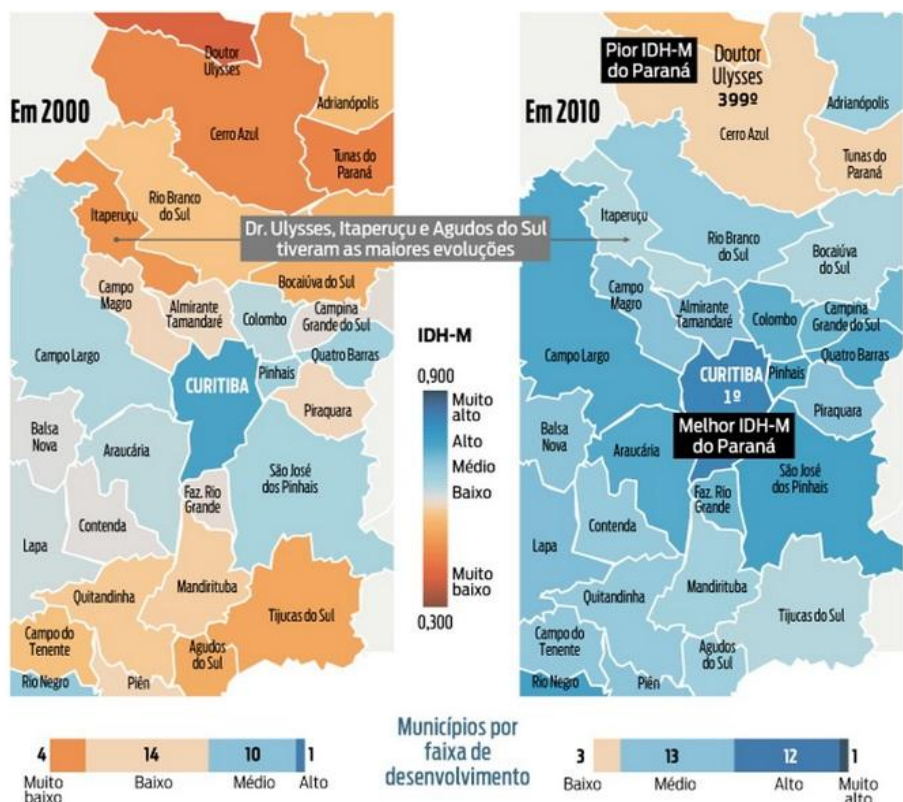 Em 2000
Doutor
Ulysses
Adrianópolis
Cerro Azul
Tunas do
Paraná
Rio Branco
do Sul
Itaperuçu
Bocaiúva do Sul
Campo
Magro
Almirante
Tamandaré
Colombo
Campina
Grande do Sul
Quatro Barras
Campo Largo
CURITIBA
Pinhais
Piraquara
Balsa
Nova
Araucária
São José
dos Pinhais
Faz. Rio
Grande
Contenda
Lapa
Mandirituba
Quitandinha
Tijucas do Sul
Campo do
Tenente
Agudos
do Sul
Rio Negro
Piên
Dr. Ulysses, Itaperuçu e Agudos do Sul
tiveram as maiores evoluções
IDH-M
0,900
Muito
alto
Alto
Médio
Baixo
Muito
baixo
0,300
Em 2010
Pior IDH-M
do Paraná
Doutor
Ulysses
399º
Adrianópolis
Cerro Azul
Tunas do
Paraná
Itaperuçu
Rio Branco
do Sul
Bocaiúva
do Sul
Campo
Magro
Almirante
Tamandaré
Colombo
Campina
Grande do Sul
Quatro Barras
Campo Largo
CURITIBA
1º
Pinhais
Piraquara
Melhor IDH-M
do Paraná
Balsa
Nova
Araucária
São José
dos Pinhais
Faz. Rio
Grande
Contenda
Lapa
Mandirituba
Quitandinha
Tijucas do Sul
Campo do
Tenente
Agudos
do Sul
Rio Negro
Piên
4
14
10
1
Muito
baixo
Baixo
Médio
Alto
Municípios por
faixa de
desenvolvimento
3
13
12
1
Baixo
Médio
Alto
Muito
alto